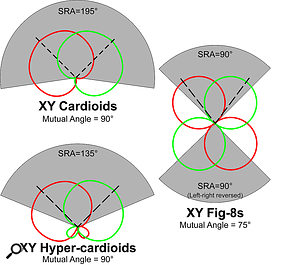 SRA=195°
XY Cardioids
Mutual Angle = 90°
SRA=90°
SRA=135°
XY Hyper-cardioids
Mutual Angle = 90°
SRA=90°
(Left-right reversed)
XY Fig-8s
Mutual Angle = 75°